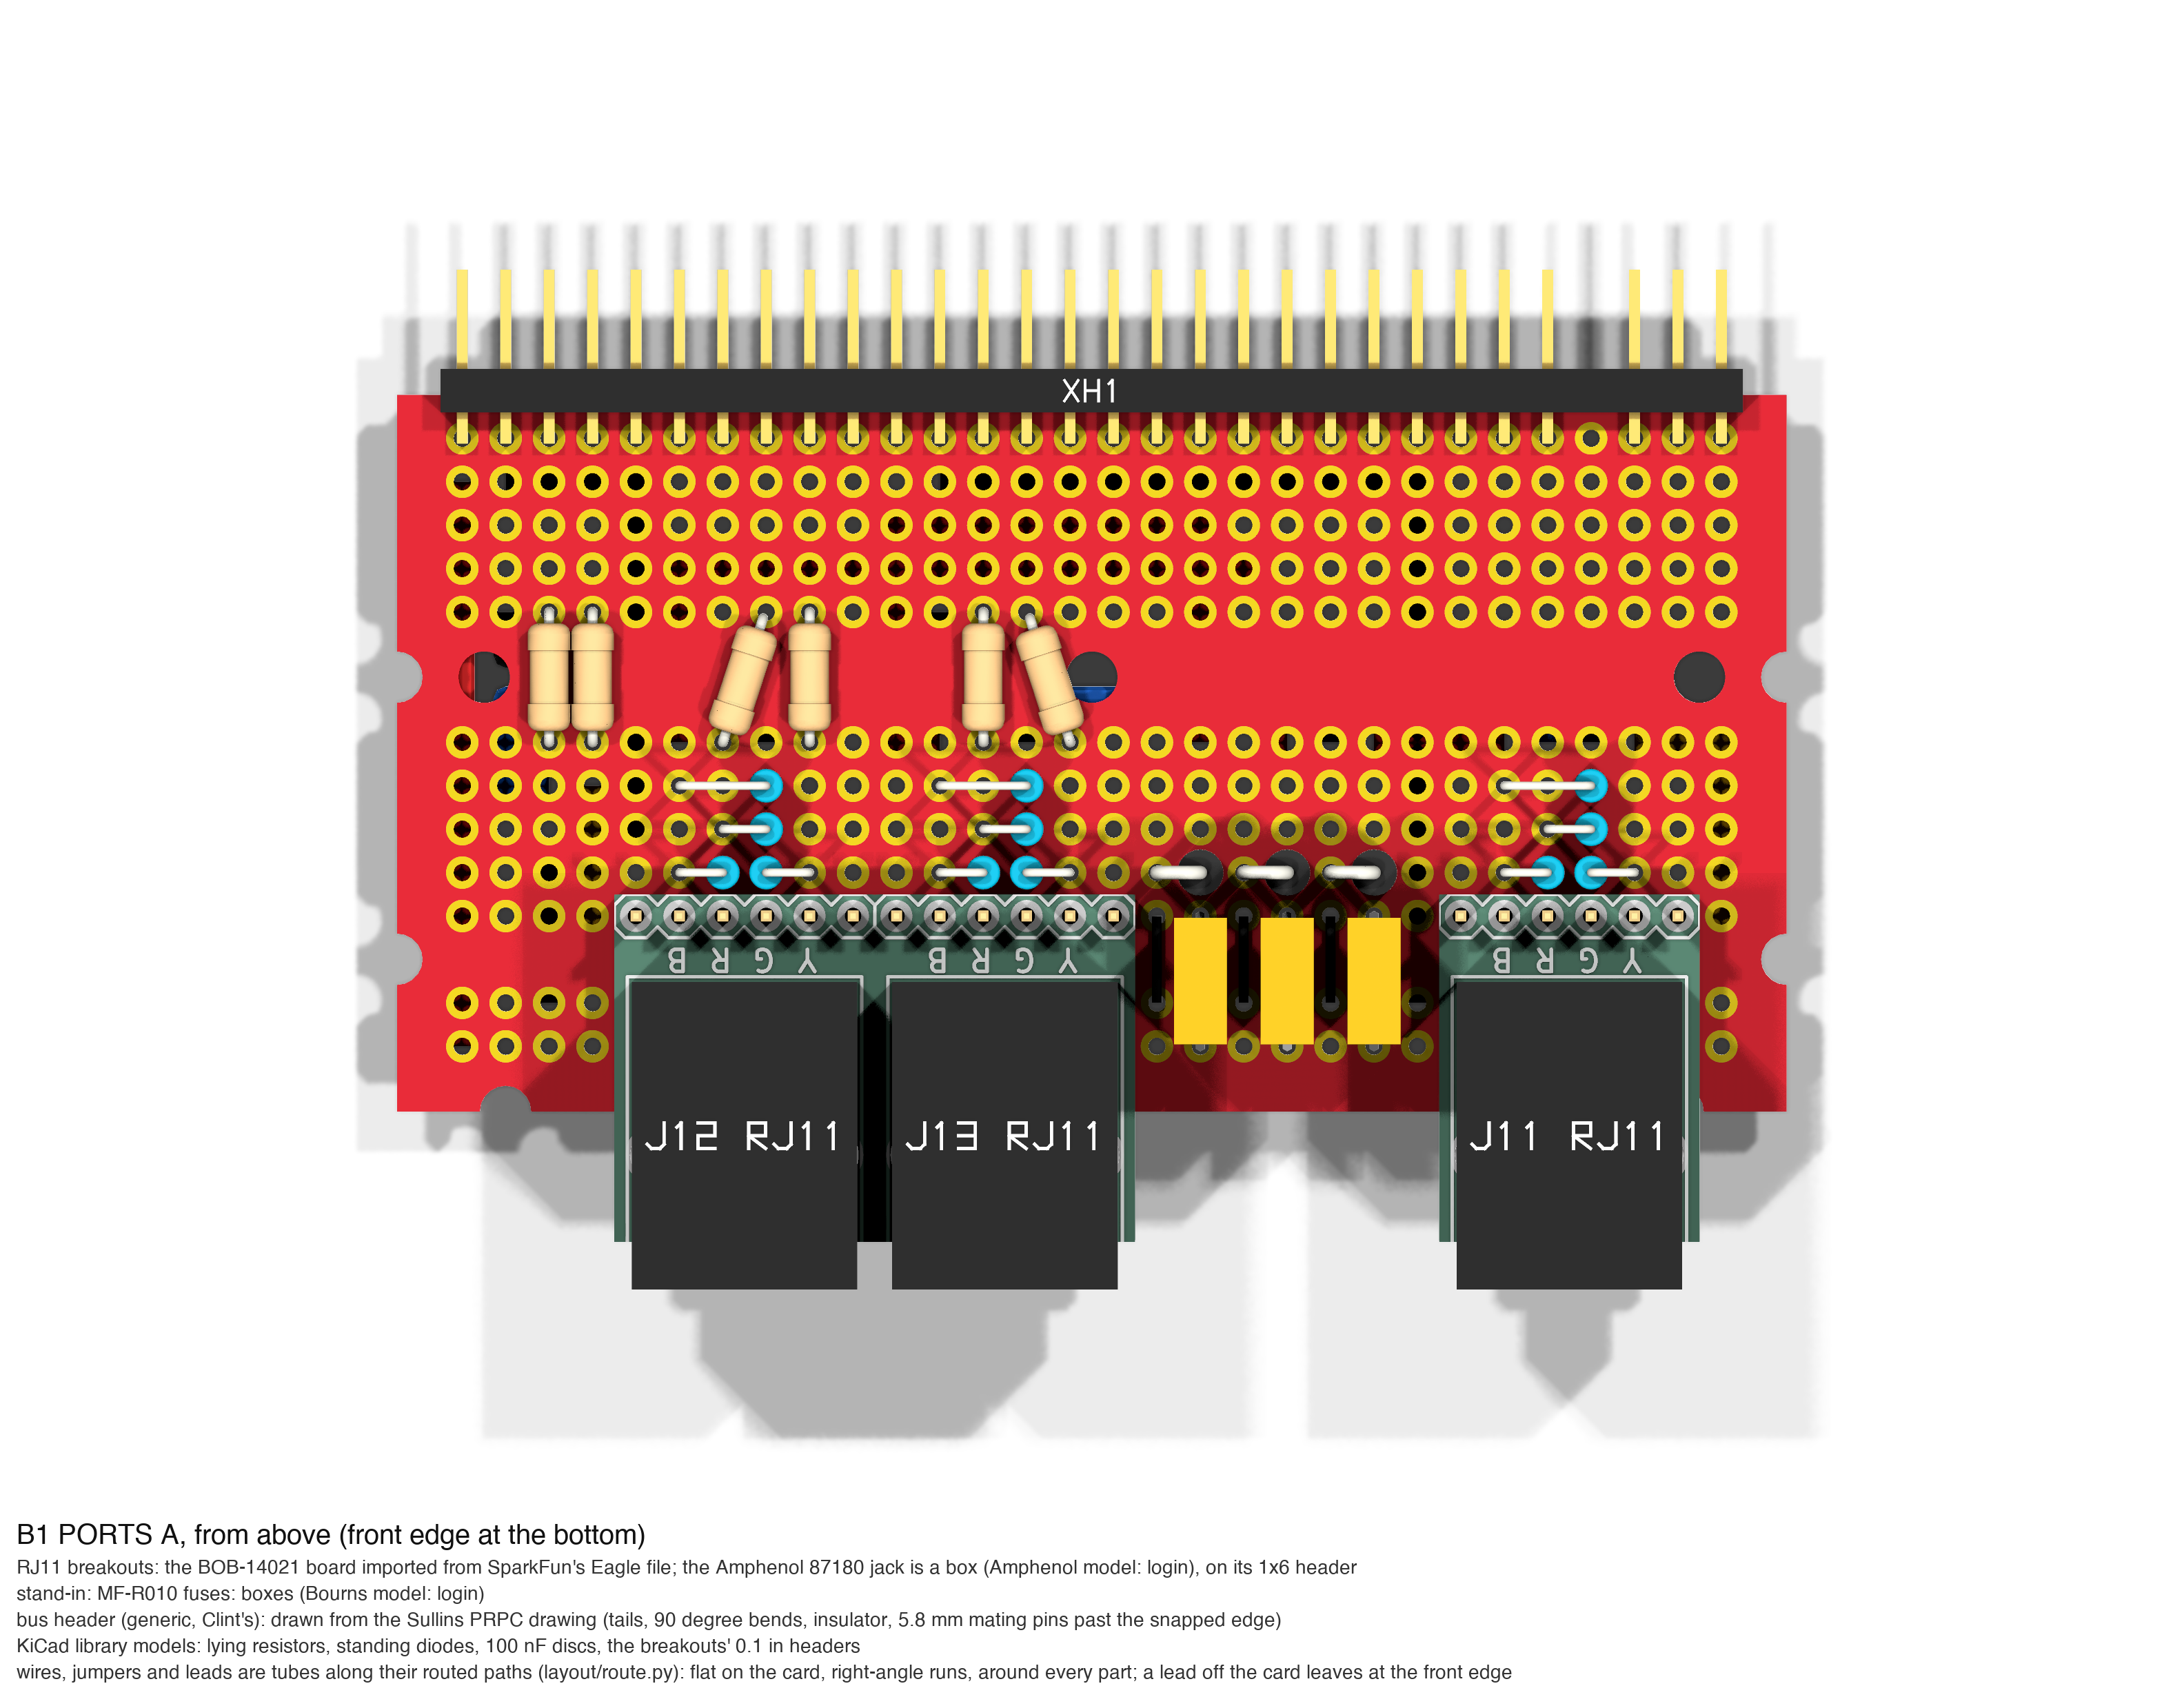 XH1
B R G Y B R G Y B R G Y
J12 RJ11 J13 RJ11 J11 RJ11
B1 PORTS A, from above (front edge at the bottom)
RJ11 breakouts: the BOB-14021 board imported from SparkFun's Eagle file; the Amphenol 87180 jack is a box (Amphenol model: login), on its 1x6 header
stand-in: MF-R010 fuses: boxes (Bourns model: login)
bus header (generic, Clint's): drawn from the Sullins PRPC drawing (tails, 90 degree bends, insulator, 5.8 mm mating pins past the snapped edge)
KiCad library models: lying resistors, standing diodes, 100 nF discs, the breakouts' 0.1 in headers
wires, jumpers and leads are tubes along their routed paths (layout/route.py): flat on the card, right-angle runs, around every part; a lead off the card leaves at the front edge